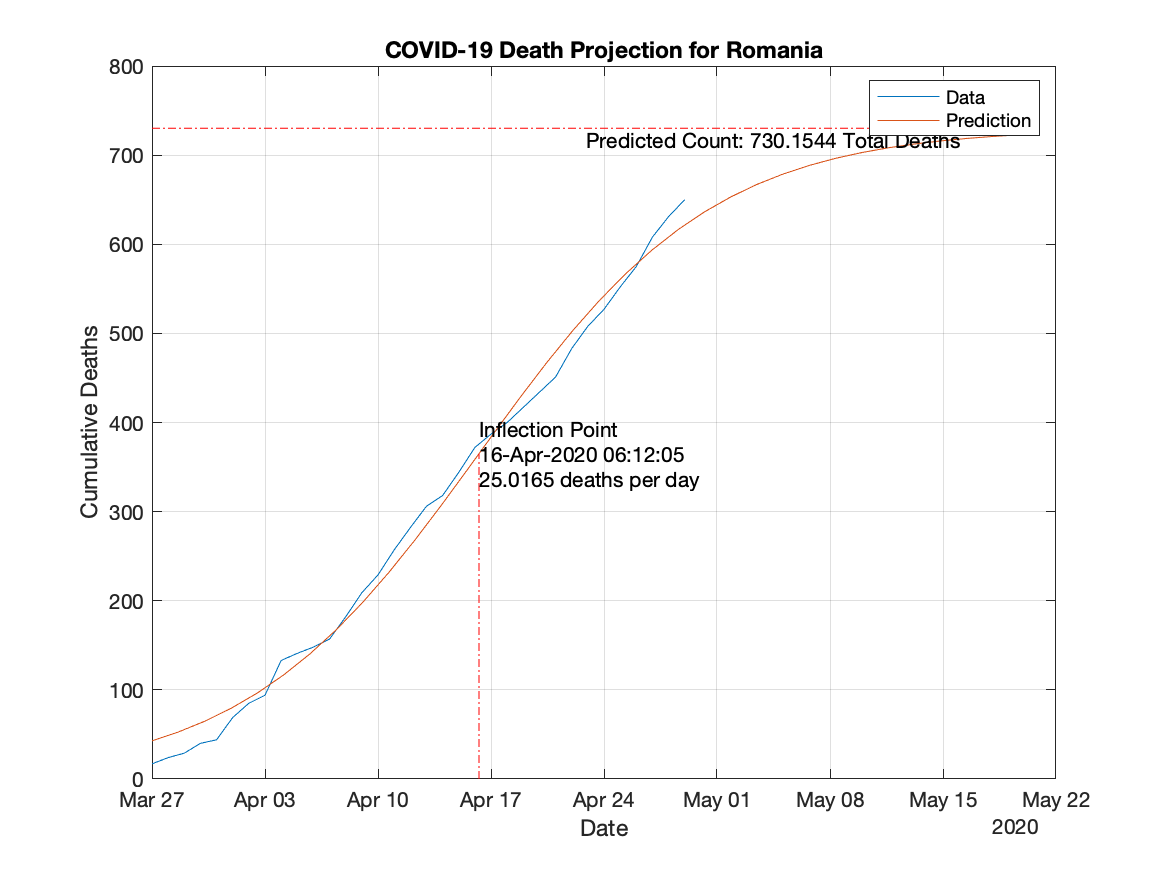 COVID-19 Death Projection for Romania
800
700
600
500
400
300
200
100
0
Cumulative Deaths
Data
Prediction
Predicted Count: 730.1544 Total Deaths
Inflection Point
16-Apr-2020 06:12:05
25.0165 deaths per day
Mar 27 Apr 03 Apr 10 Apr 17 Apr 24 May 01 May 08 May 15 May 22
Date
2020